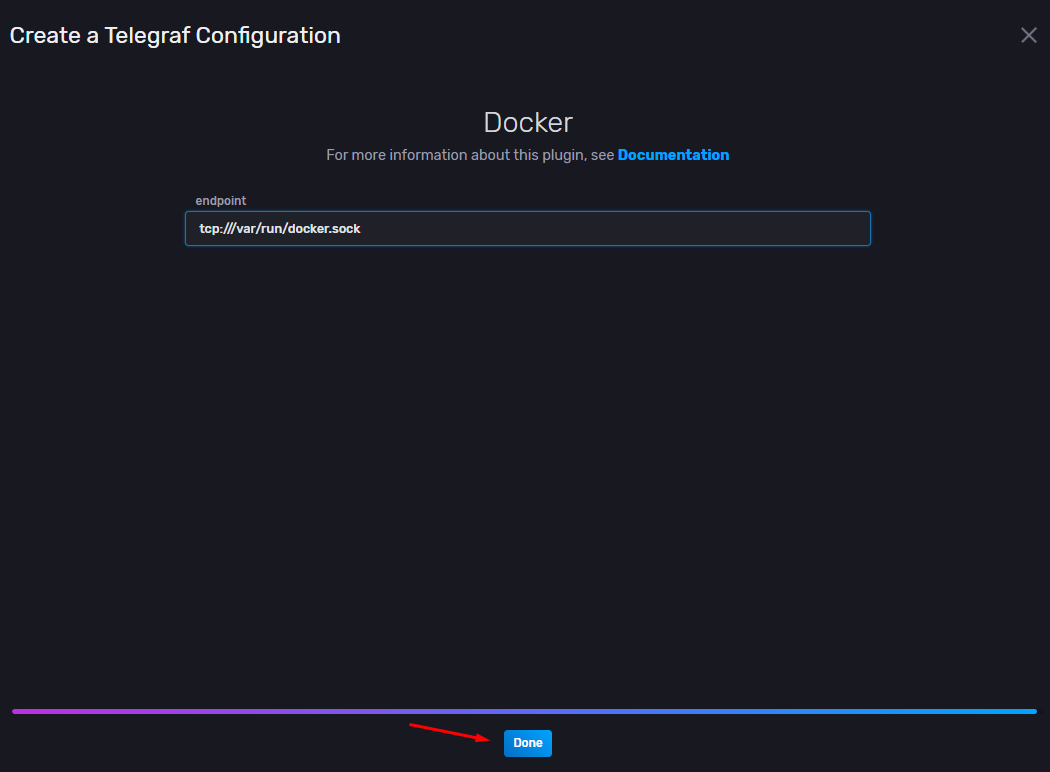 Create a Telegraf Configuration
Docker
For more information about this plugin, see Documentation
endpoint
tcp:///var/run/docker.sock
Done